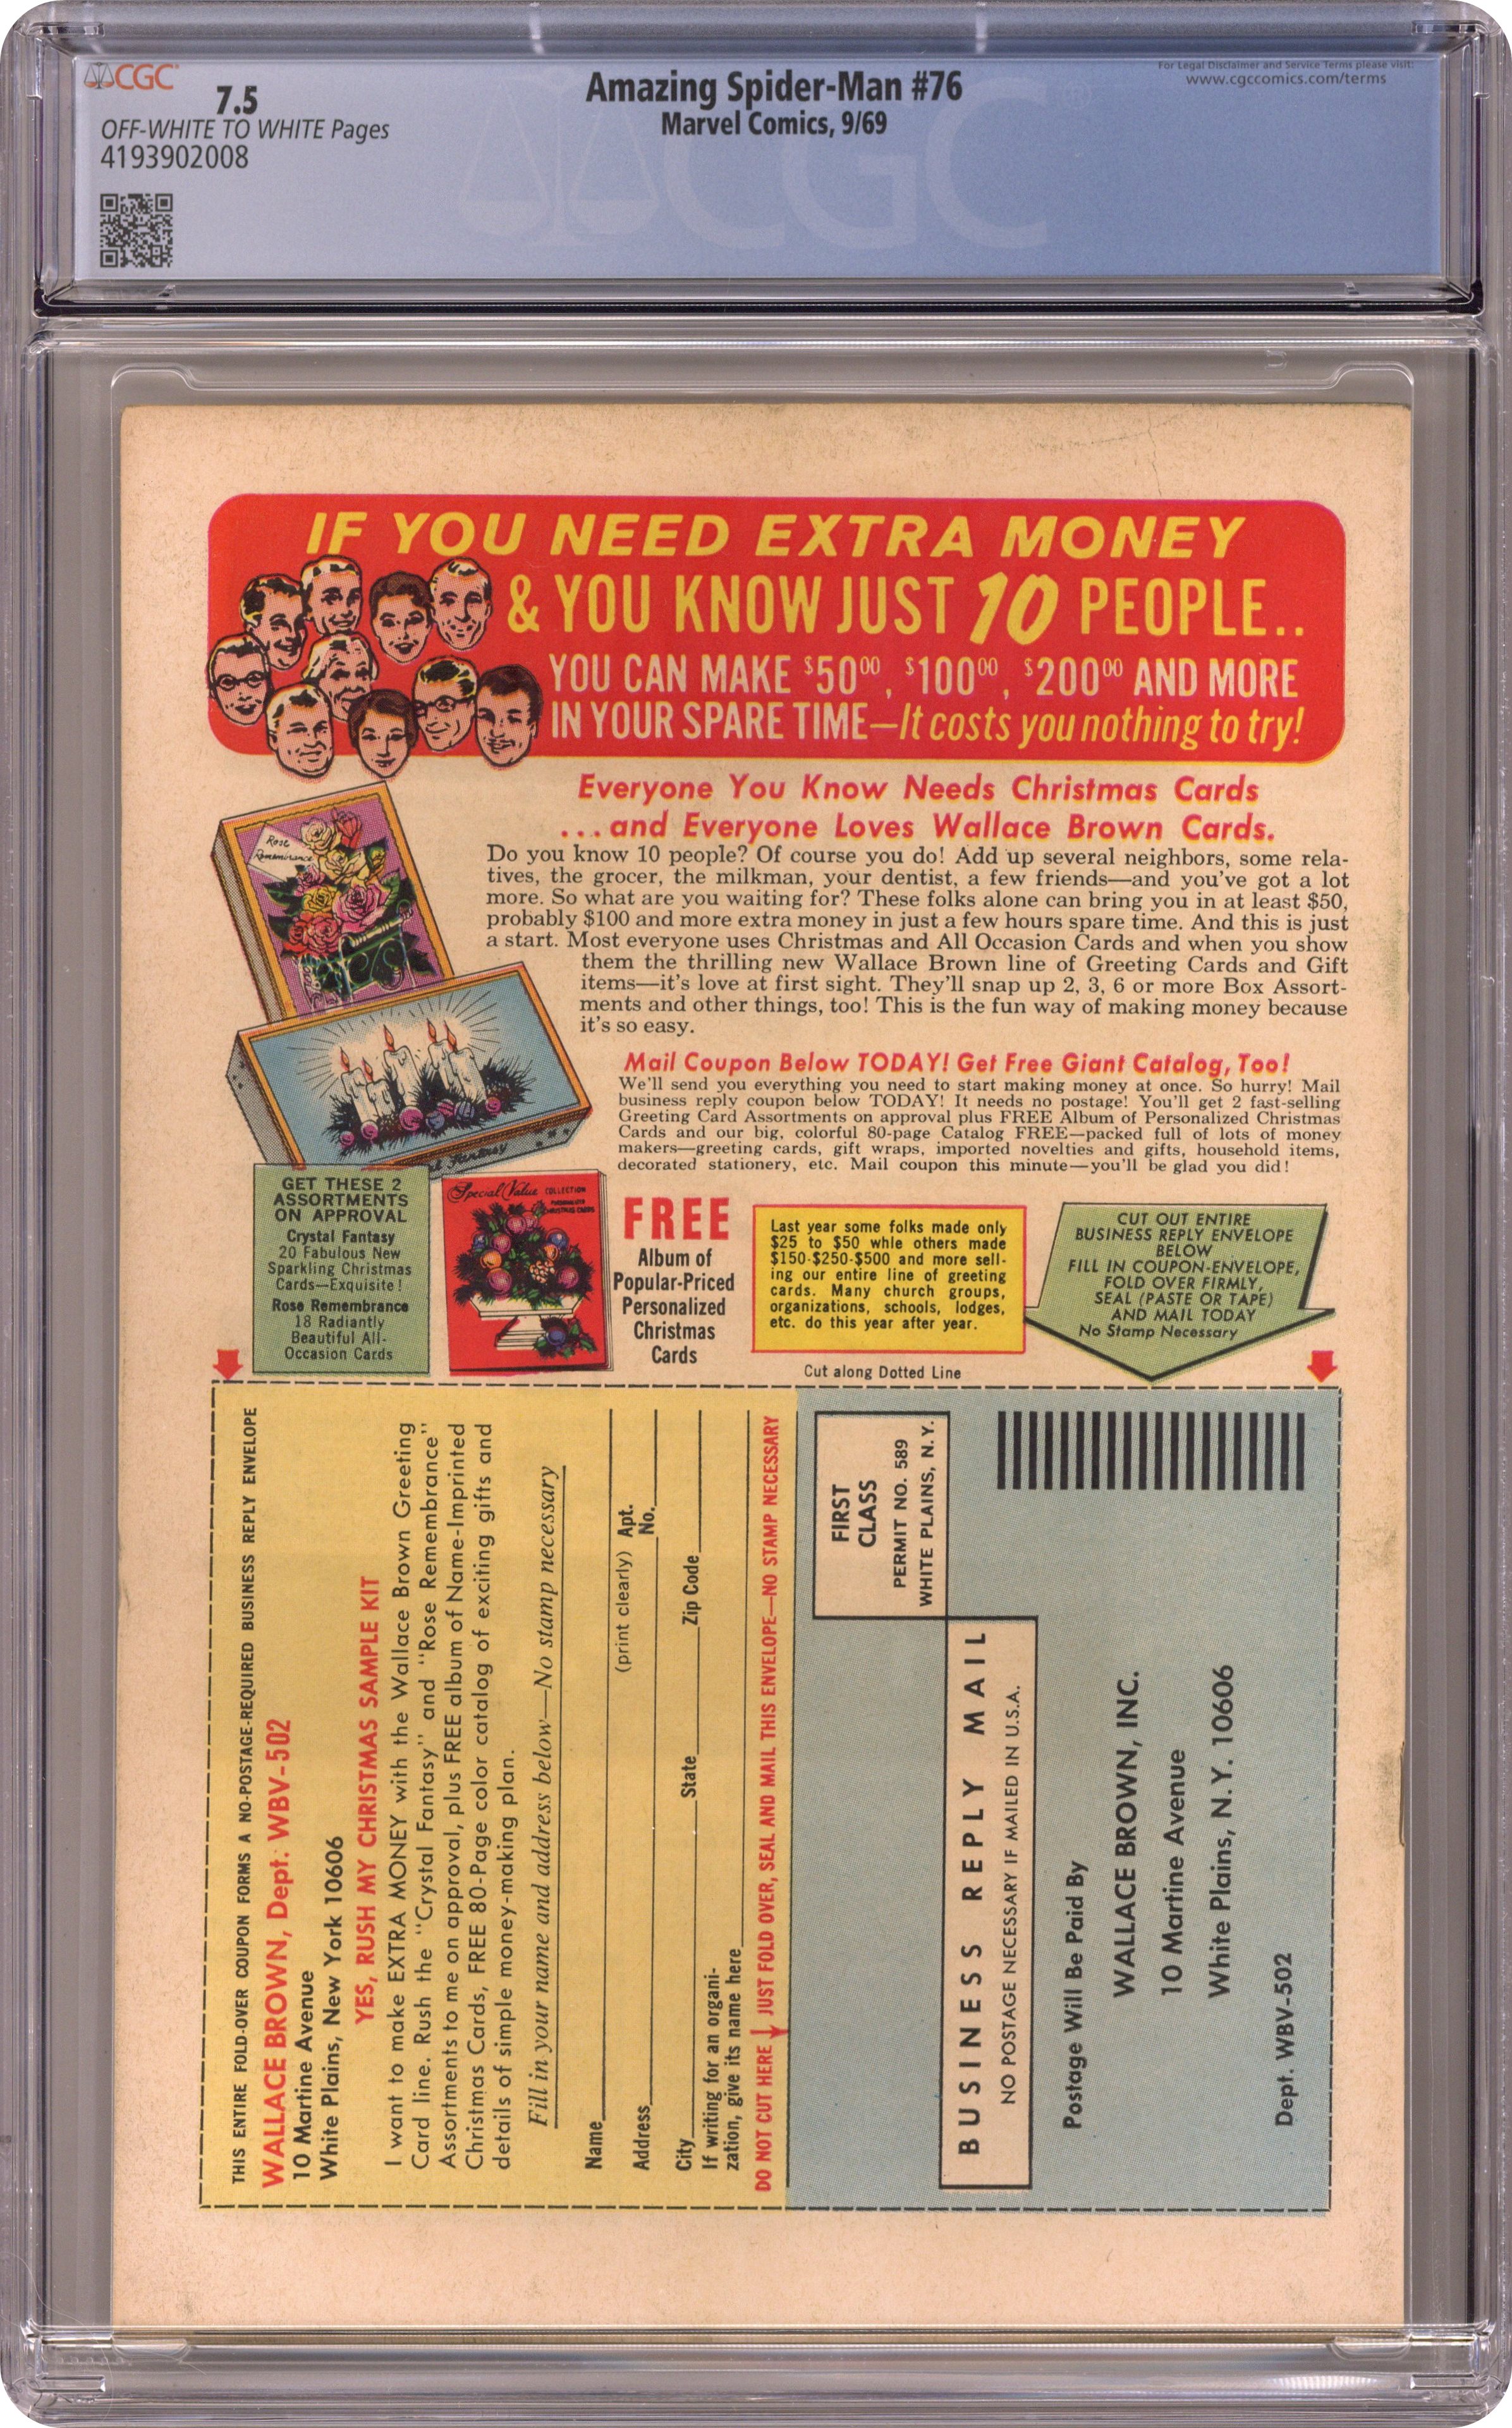 CGC
7.5
OFF-WHITE TO WHITE Pages
4193902008
Amazing Spider-Man #76
Marvel Comics, 9/69
For Legal Disclaimer and Service Terms please visit:
www.cgccomics.com/terms
CGC
IF YOU NEED EXTRA MONEY
& YOU KNOW JUST 10 PEOPLE..
YOU CAN MAKE $50 00, $100 00, $200 00 AND MORE
IN YOUR SPARE TIME—It costs you nothing to try!
Everyone You Know Needs Christmas Cards
...and Everyone Loves Wallace Brown Cards.
Do you know 10 people? Of course you do! Add up several neighbors, some rela-
tives, the grocer, the milkman, your dentist, a few friends—and you've got a lot
more. So what are you waiting for? These folks alone can bring you in at least $50,
probably $100 and more extra money in just a few hours spare time. And this is just
a start. Most everyone uses Christmas and All Occasion Cards and when you show
them the thrilling new Wallace Brown line of Greeting Cards and Gift
items—it's love at first sight. They'll snap up 2, 3, 6 or more Box Assort-
ments and other things, too! This is the fun way of making money because
it's so easy.
Rose
Remembrance
Mail Coupon Below TODAY! Get Free Giant Catalog, Too!
We'll send you everything you need to start making money at once. So hurry! Mail
business reply coupon below TODAY! It needs no postage! You'll get 2 fast-selling
Greeting Card Assortments on approval plus FREE Album of Personalized Christmas
Cards and our big, colorful 80-page Catalog FREE—packed full of lots of money
makers—greeting cards, gift wraps, imported novelties and gifts, household items,
decorated stationery, etc. Mail coupon this minute—you'll be glad you did!
Fantasy
GET THESE 2
ASSORTMENTS
ON APPROVAL
Crystal Fantasy
20 Fabulous New
Sparkling Christmas
Cards—Exquisite!
Rose Remembrance
18 Radiantly
Beautiful All-
Occasion Cards
Special Value COLLECTION
PERSONALIZED
CHRISTMAS CARDS
FREE
Album of
Popular-Priced
Personalized
Christmas
Cards
Last year some folks made only
$25 to $50 whle others made
$150-$250-$500 and more sell-
ing our entire line of greeting
cards. Many church groups,
organizations, schools, lodges,
etc. do this year after year.
CUT OUT ENTIRE
BUSINESS REPLY ENVELOPE
BELOW
FILL IN COUPON-ENVELOPE,
FOLD OVER FIRMLY,
SEAL (PASTE OR TAPE)
AND MAIL TODAY
No Stamp Necessary
Cut along Dotted Line
THIS ENTIRE FOLD-OVER COUPON FORMS A NO-POSTAGE-REQUIRED BUSINESS REPLY ENVELOPE
WALLACE BROWN, Dept. WBV-502
10 Martine Avenue
White Plains, New York 10606
YES, RUSH MY CHRISTMAS SAMPLE KIT
I want to make EXTRA MONEY with the Wallace Brown Greeting
Card line. Rush the "Crystal Fantasy" and "Rose Remembrance"
Assortments to me on approval, plus FREE album of Name-Imprinted
Christmas Cards, FREE 80-Page color catalog of exciting gifts and
details of simple money-making plan.
Fill in your name and address below—No stamp necessary
Name
(print clearly) Apt.
Address No.
City State Zip Code
If writing for an organi-
zation, give its name here
DO NOT CUT HERE JUST FOLD OVER, SEAL AND MAIL THIS ENVELOPE—NO STAMP NECESSARY
FIRST
CLASS
PERMIT NO. 589
WHITE PLAINS, N.Y.
BUSINESS REPLY MAIL
NO POSTAGE NECESSARY IF MAILED IN U.S.A.
Postage Will Be Paid By
WALLACE BROWN, INC.
10 Martine Avenue
White Plains, N. Y. 10606
Dept. WBV-502